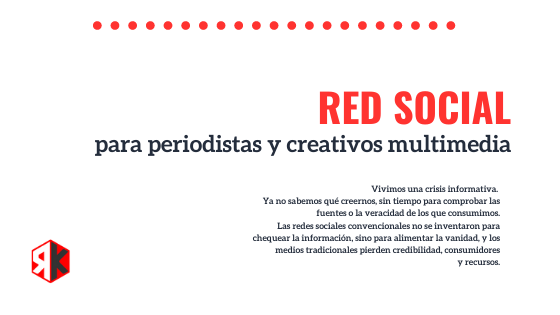 RED SOCIAL
para periodistas y creativos multimedia
Vivimos una crisis informativa.
Ya no sabemos qué creernos, sin tiempo para comprobar las
fuentes o la veracidad de los que consumimos.
Las redes sociales convencionales no se inventaron para
chequear la información, sino para alimentar la vanidad, y los
medios tradicionales pierden credibilidad, consumidores
y recursos.
ЯK